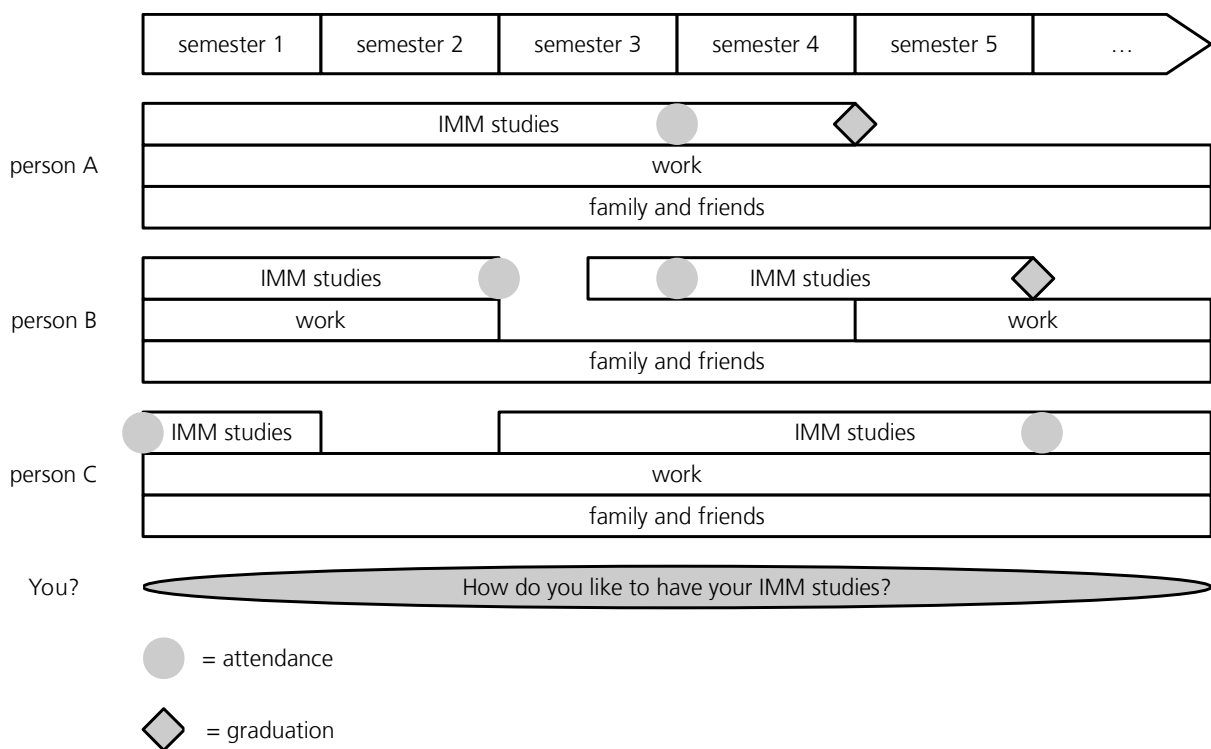 semester 1 semester 2 semester 3 semester 4 semester 5 …
IMM studies
person A work
family and friends
IMM studies IMM studies
person B work work
family and friends
IMM studies IMM studies
person C work
family and friends
You? How do you like to have your IMM studies?
= attendance
= graduation